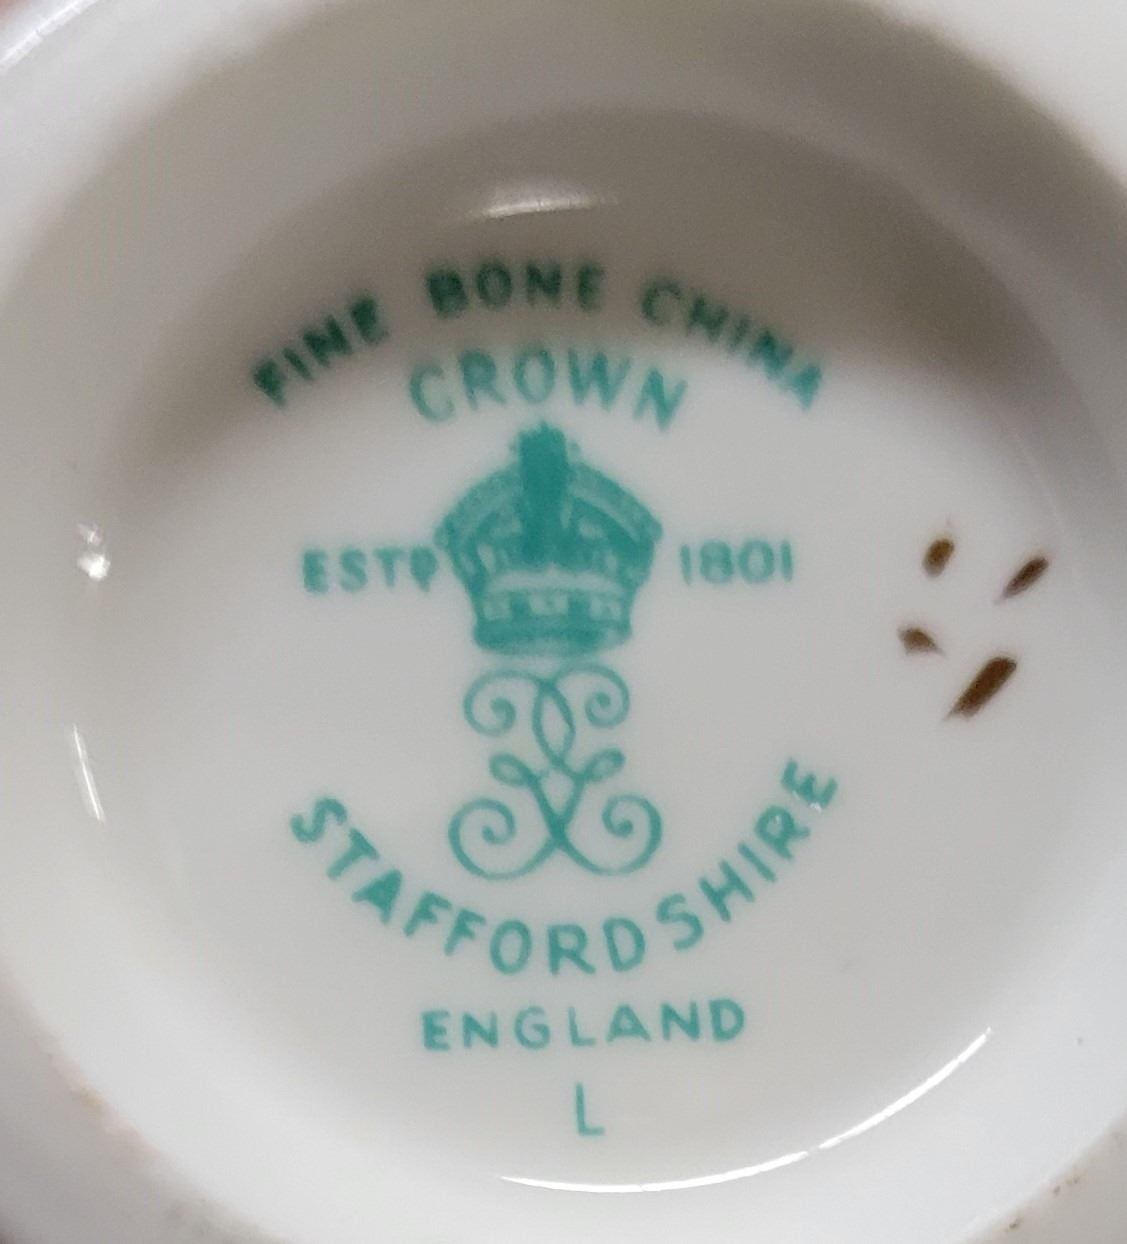 FINE BONE CHINA
CROWN
ESTD 1801
STAFFORDSHIRE
ENGLAND
L